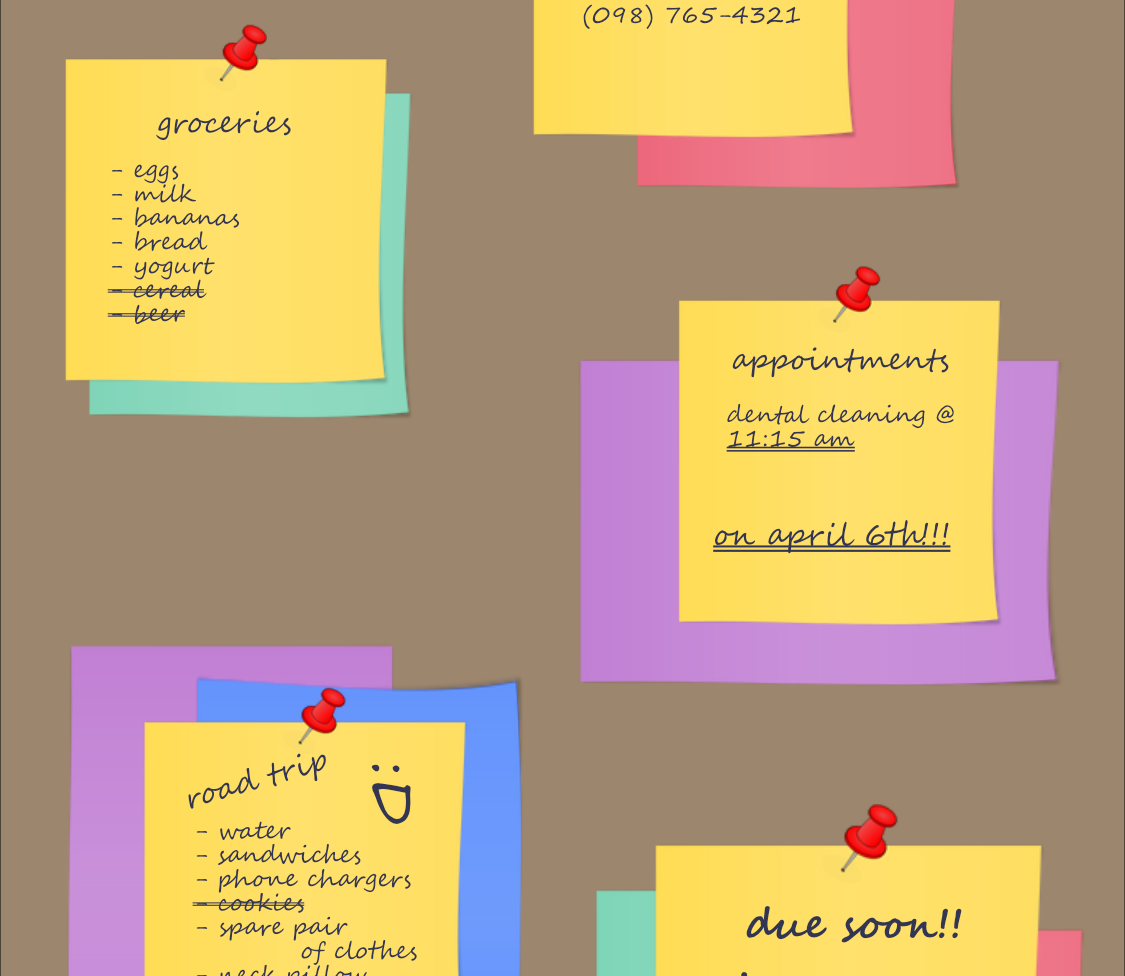 (098) 765-4321
groceries
- eggs
- milk
- bananas
- bread
- yogurt
- cereal
- beer
appointments
dental cleaning @
11:15 am
on april 6th!!!
road trip
- water
- sandwiches
- phone chargers
- cookies
- spare pair
of clothes
- neck pillow
due soon!!